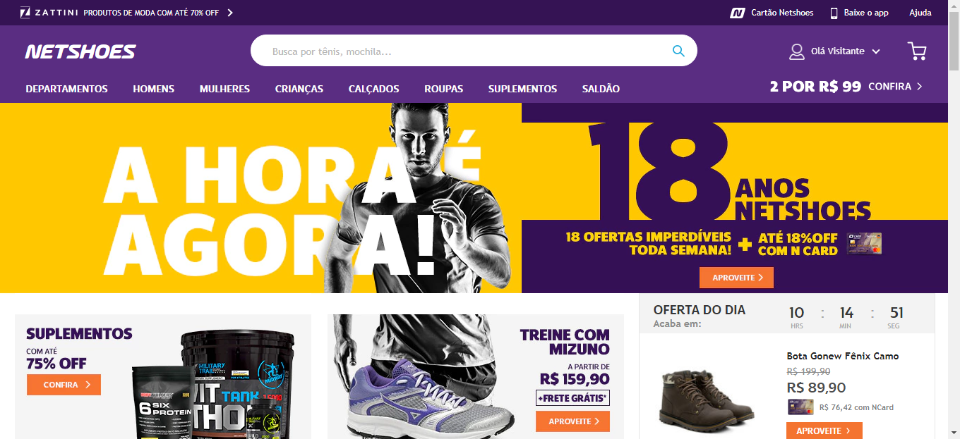 ZATTINI PRODUTOS DE MODA COM ATÉ 70% OFF
Cartão Netshoes
Baixe o app
Ajuda
NETSHOES
Busca por tênis, mochila...
Olá Visitante
DEPARTAMENTOS HOMENS MULHERES CRIANÇAS CALÇADOS ROUPAS SUPLEMENTOS SALDÃO
2 POR R$ 99 CONFIRA
A HORA É
AGORA!
18 ANOS
NETSHOES
18 OFERTAS IMPERDÍVEIS
TODA SEMANA!
+ ATÉ 18%OFF
COM N CARD
APROVEITE
SUPLEMENTOS
COM ATÉ
75% OFF
CONFIRA
SIX
PROTEIN
TANK
TREINE COM
MIZUNO
A PARTIR DE
R$ 159,90
+FRETE GRÁTIS*
APROVEITE
OFERTA DO DIA
Acaba em:
10 : 14 : 51
HRS MIN SEG
Bota Gonew Fênix Camo
R$ 199,90
R$ 89,90
R$ 76,42 com NCard
APROVEITE